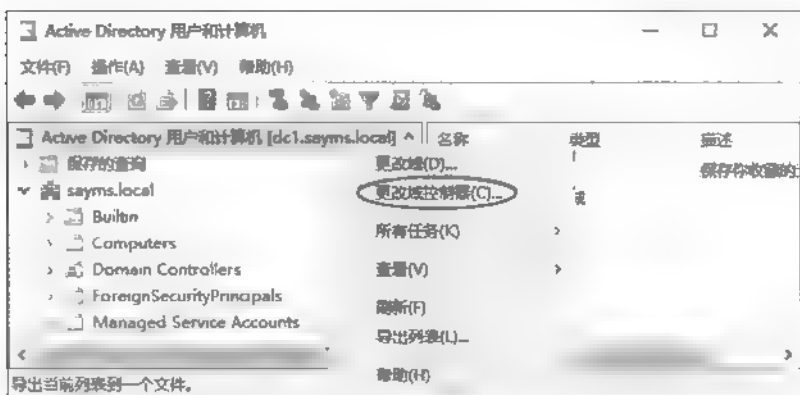 Active Directory 用户和计算机
文件(F) 操作(A) 查看(V) 帮助(H)
Active Directory 用户和计算机 [dc1.sayms.local] 名称 类型 描述
保存的查询 更改域(D)... 保存你收藏的
sayms.local 更改域控制器(C)... 域
Builtin
所有任务(K)
Computers
Domain Controllers 查看(V)
ForeignSecurityPrincipals
刷新(F)
Managed Service Accounts
导出列表(L)...
导出当前列表到一个文件。 帮助(H)